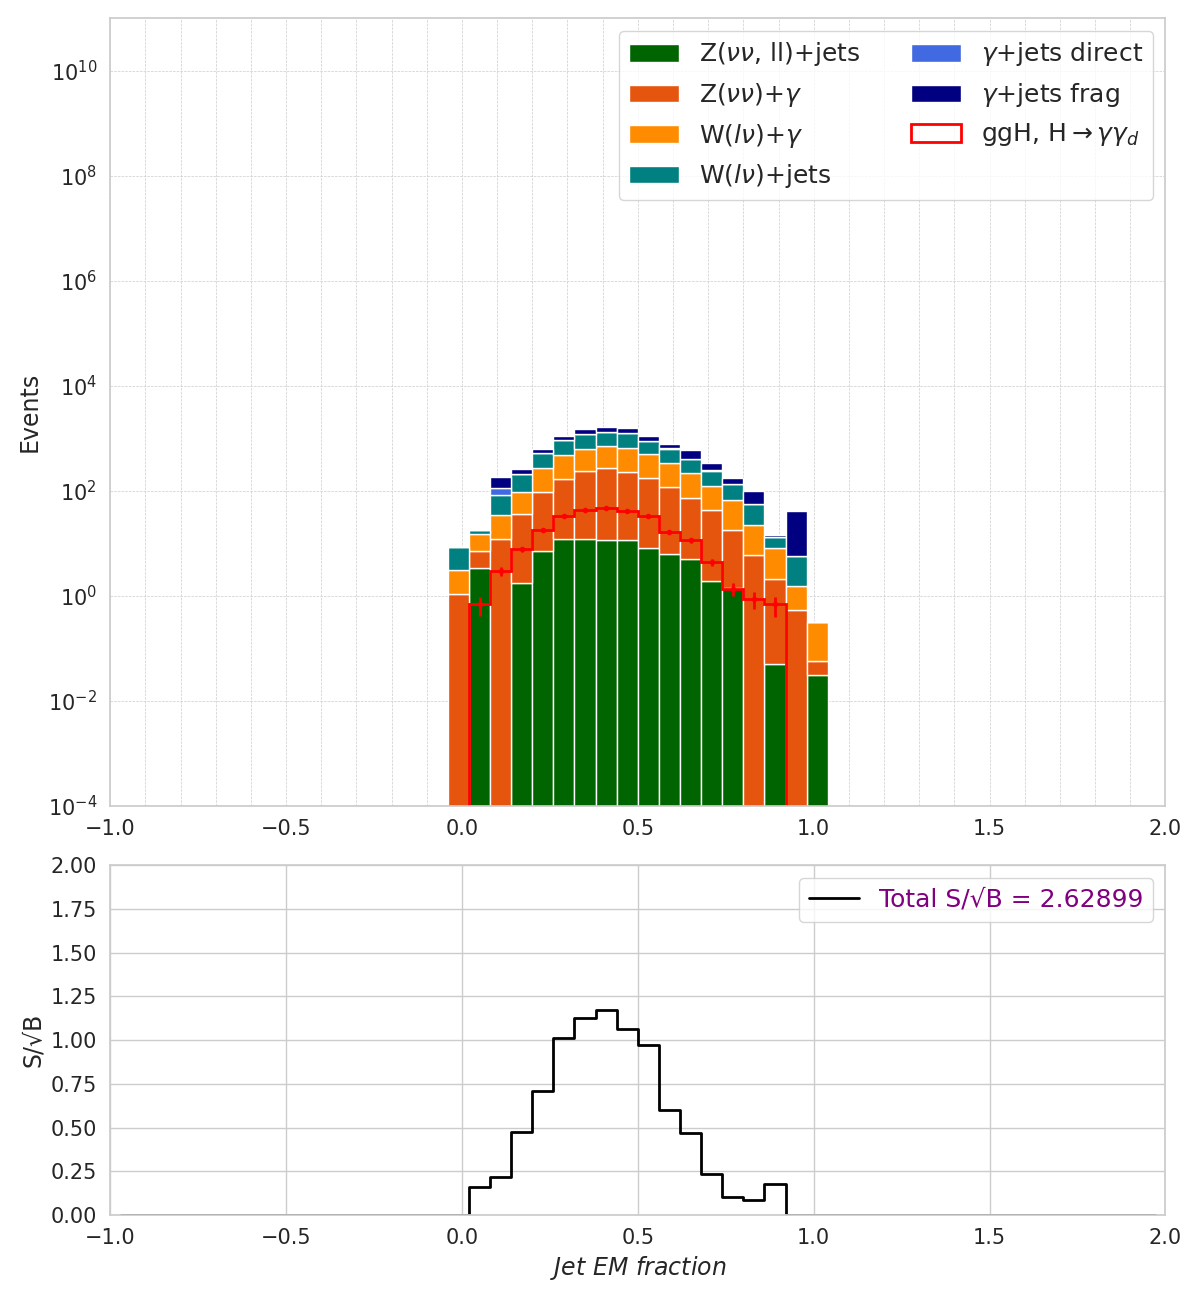 Z(νν, ll)+jets
Z(νν)+γ
W(lν)+γ
W(lν)+jets
γ+jets direct
γ+jets frag
ggH, H→γγ_d
Events
10^10
10^8
10^6
10^4
10^2
10^0
10^−2
10^−4
−1.0 −0.5 0.0 0.5 1.0 1.5 2.0
Total S/√B = 2.62899
S/√B
2.00
1.75
1.50
1.25
1.00
0.75
0.50
0.25
0.00
−1.0 −0.5 0.0 0.5 1.0 1.5 2.0
Jet EM fraction